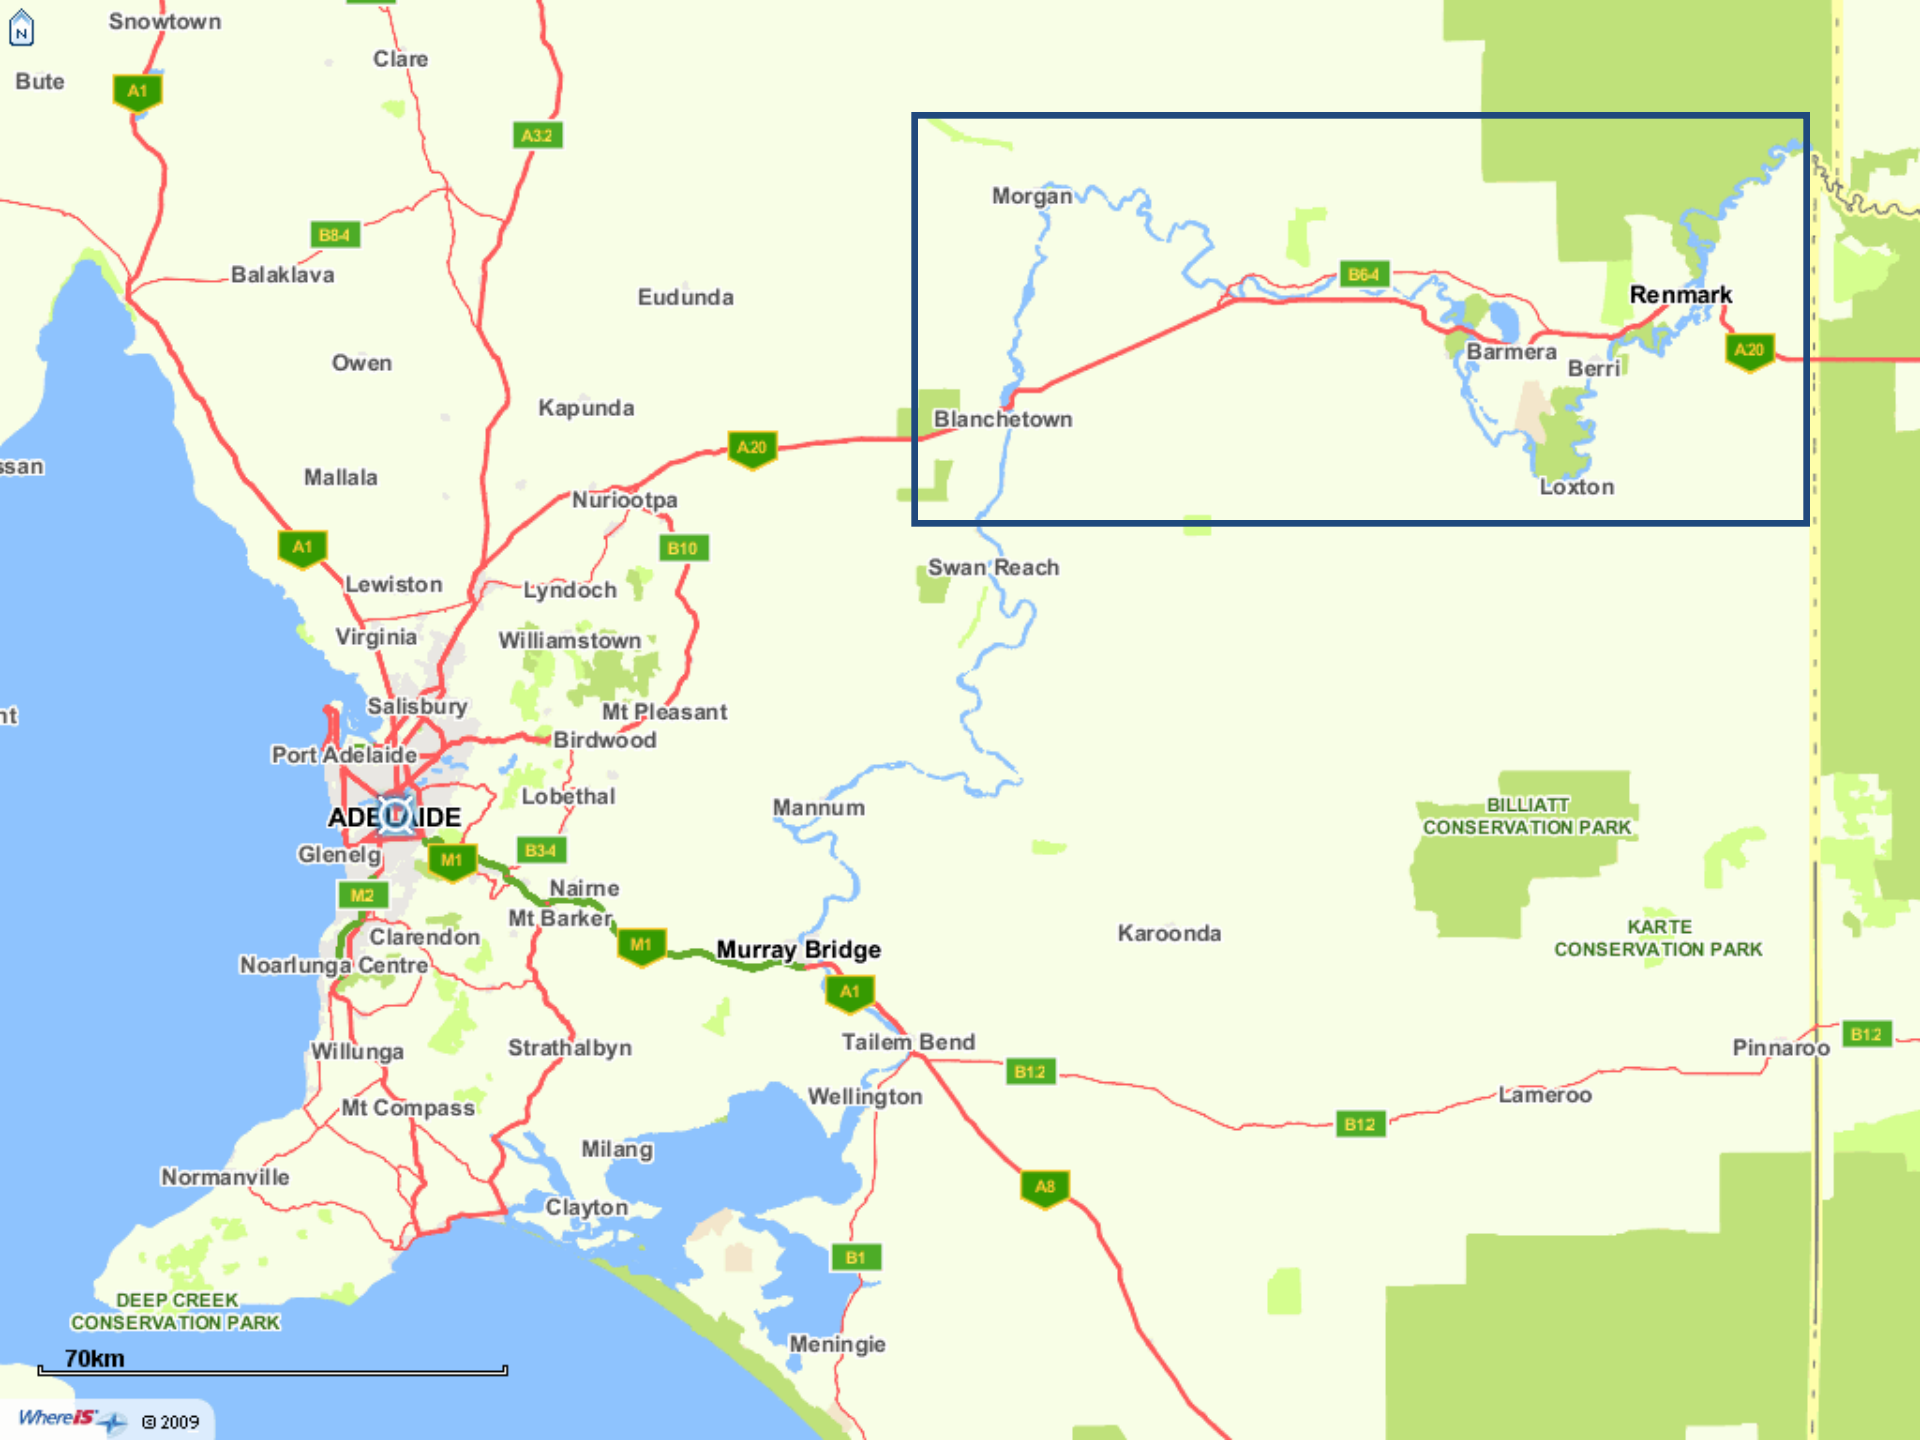 Snowtown
N
Clare
Bute
A1
A32
Morgan
B84
Balaklava
B64
Eudunda
Renmark
A20
Barmera
Berri
Owen
Kapunda
Blanchetown
A20
Mallala
Loxton
Nuriootpa
A1
B10
Swan Reach
Lewiston
Lyndoch
Virginia
Williamstown
Salisbury
Mt Pleasant
Birdwood
Port Adelaide
Lobethal
Mannum
BILLIATT
CONSERVATION PARK
ADELAIDE
Glenelg
M1
B34
M2
Nairne
Mt Barker
Clarendon
M1
Murray Bridge
Karoonda
KARTE
CONSERVATION PARK
Noarlunga Centre
A1
Willunga
Strathalbyn
Tailem Bend
Pinnaroo
B12
B12
Wellington
Lameroo
Mt Compass
B12
Milang
Normanville
A8
Clayton
B1
DEEP CREEK
CONSERVATION PARK
Meningie
70km
WhereiS
© 2009